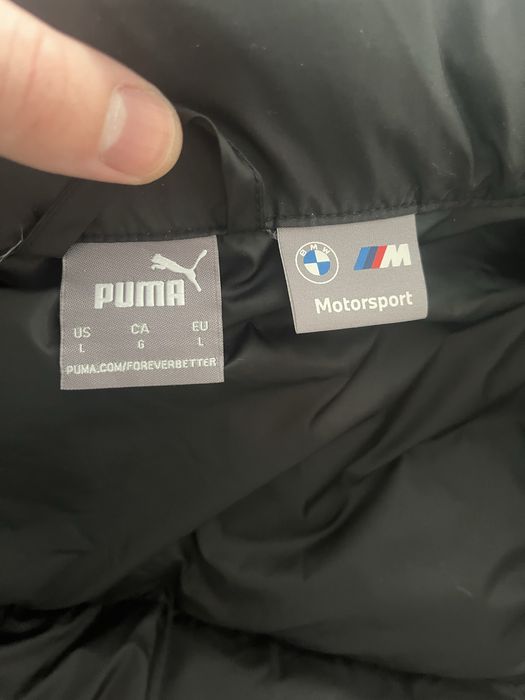 PUMA
US CA EU
L G L
PUMA.COM/FOREVERBETTER
BMW
M
Motorsport